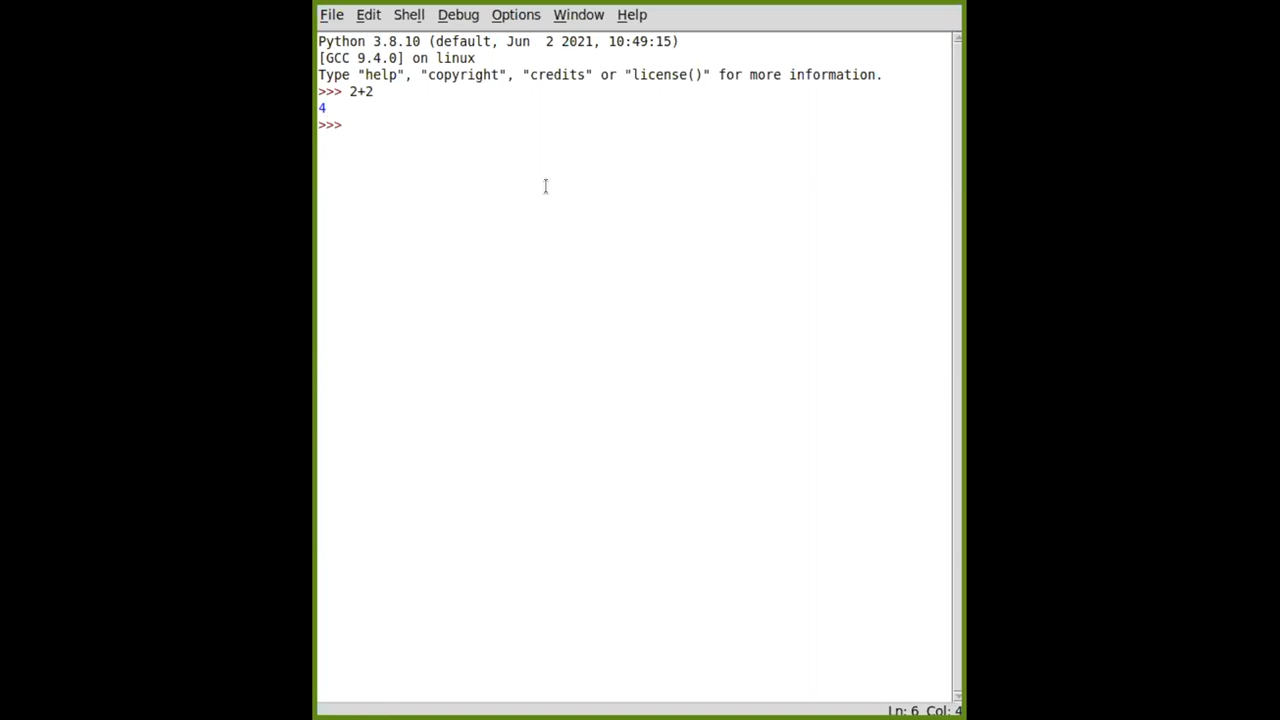 File Edit Shell Debug Options Window Help
Python 3.8.10 (default, Jun  2 2021, 10:49:15)
[GCC 9.4.0] on linux
Type "help", "copyright", "credits" or "license()" for more information.
>>> 2+2
4
>>>
Ln: 6 Col: 4